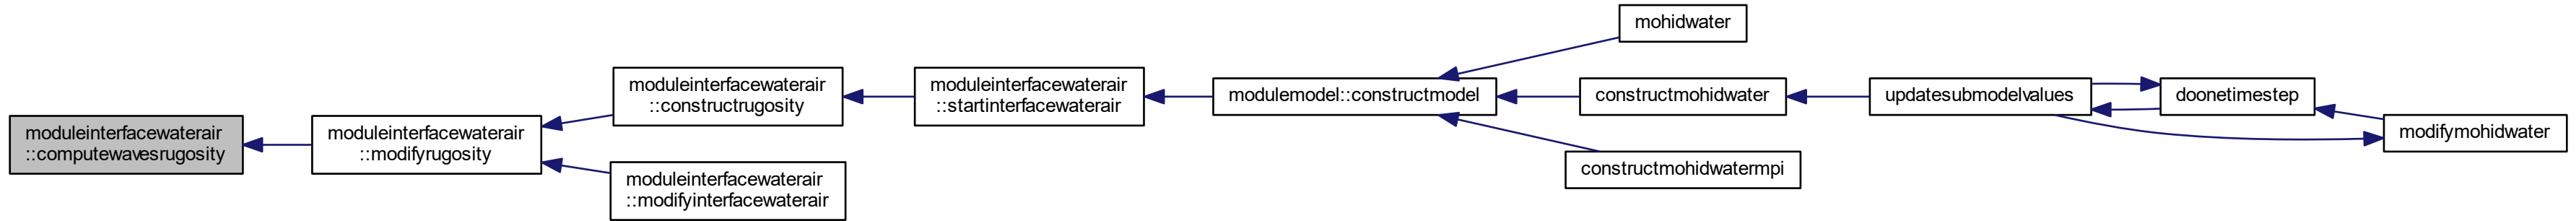 moduleinterfacewaterair
::computewavesrugosity
moduleinterfacewaterair
::modifyrugosity
moduleinterfacewaterair
::constructrugosity
moduleinterfacewaterair
::modifyinterfacewaterair
moduleinterfacewaterair
::startinterfacewaterair
modulemodel::constructmodel
mohidwater
constructmohidwater
constructmohidwatermpi
updatesubmodelvalues
doonetimestep
modifymohidwater